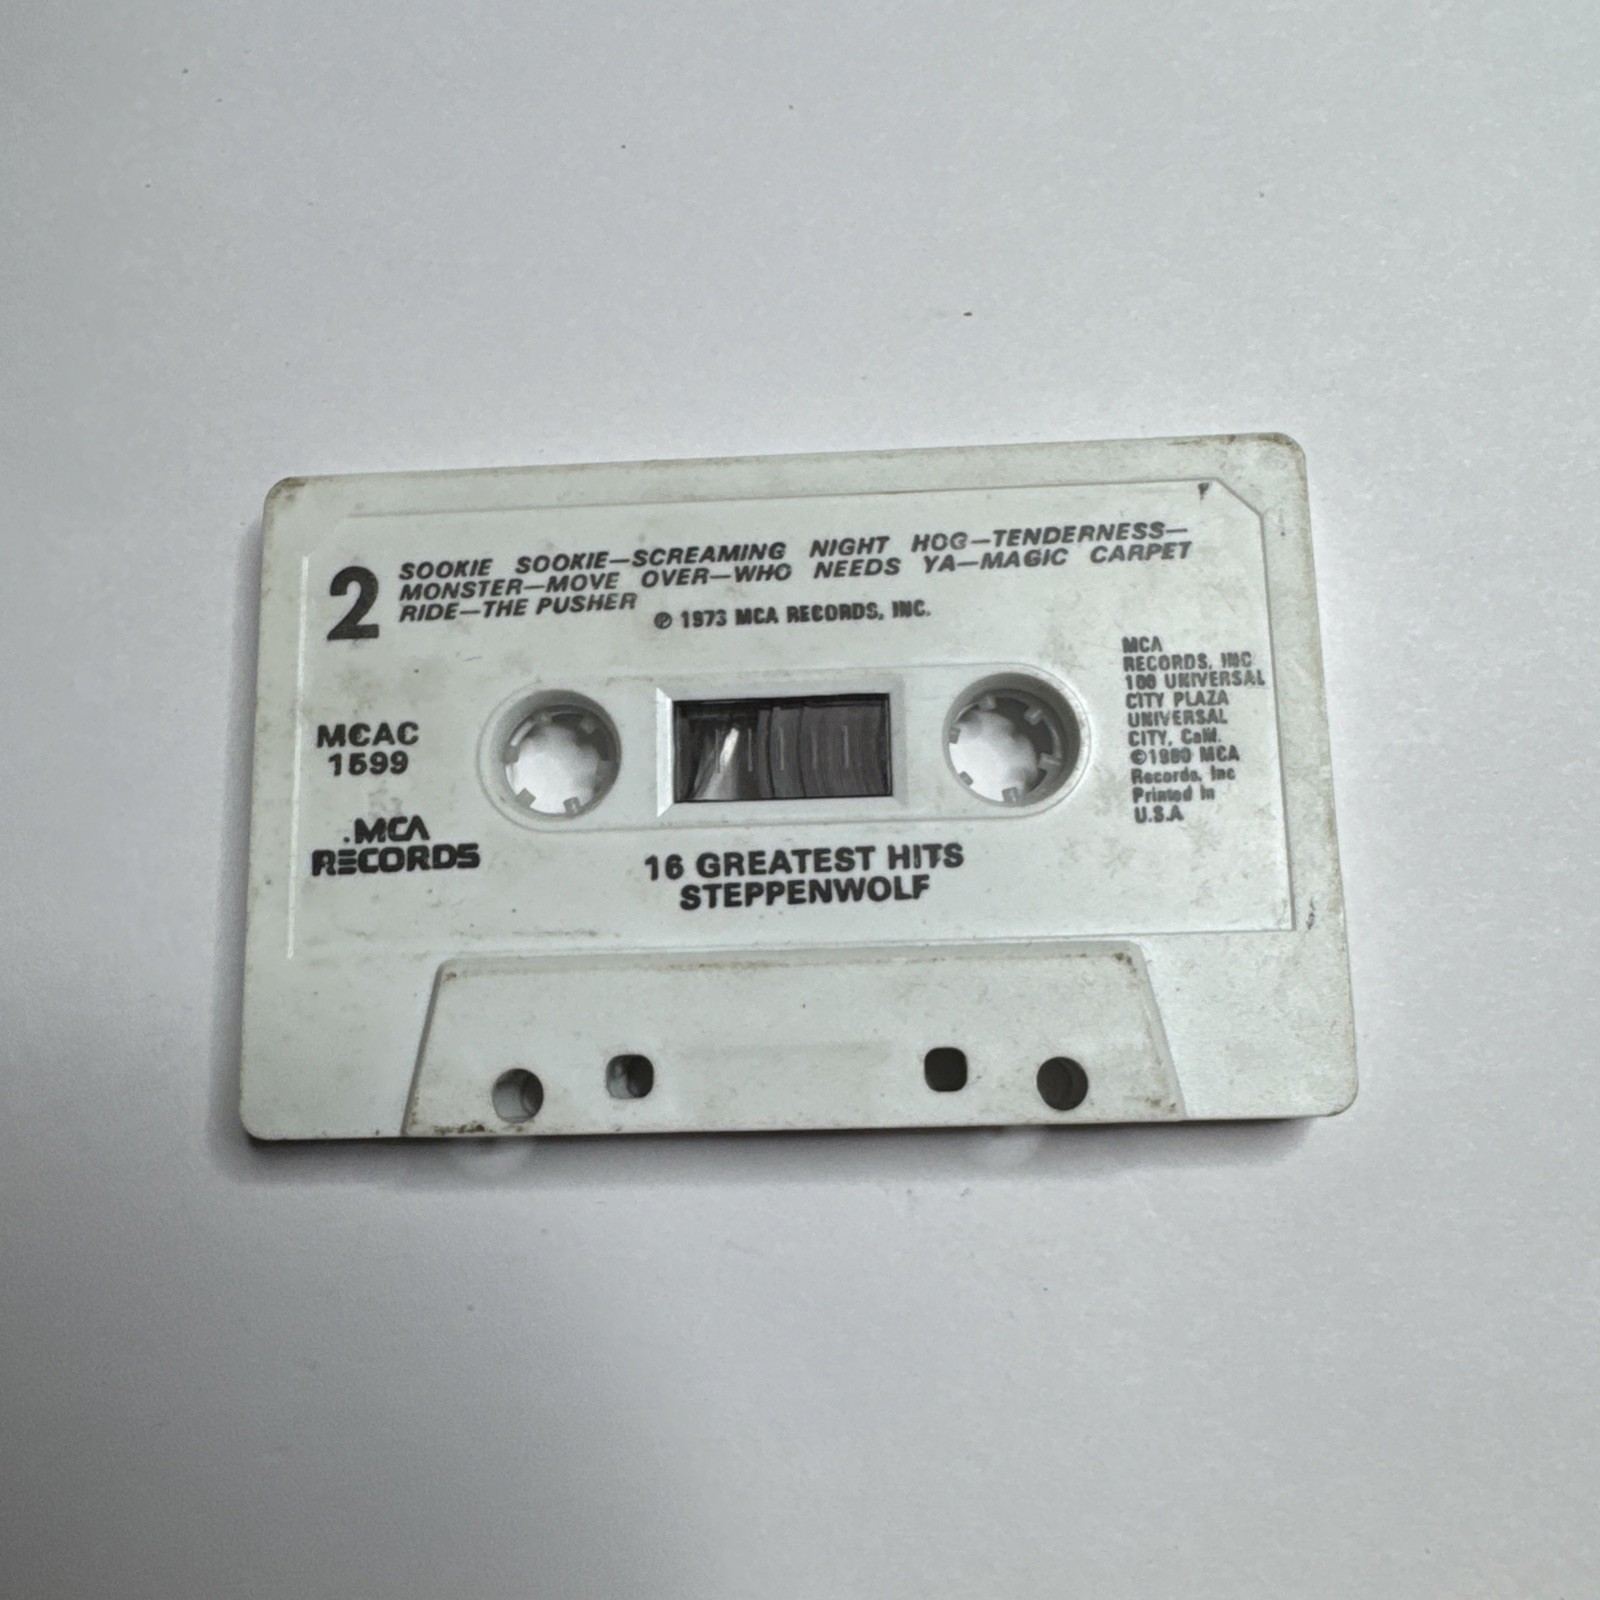 2
SOOKIE SOOKIE—SCREAMING NIGHT HOG—TENDERNESS—
MONSTER—MOVE OVER—WHO NEEDS YA—MAGIC CARPET
RIDE—THE PUSHER
℗ 1973 MCA RECORDS, INC.
MCAC
1599
MCA
RECORDS
MCA
RECORDS, INC
100 UNIVERSAL
CITY PLAZA
UNIVERSAL
CITY, Calif.
©1980 MCA
Records, Inc
Printed In
U.S.A
16 GREATEST HITS
STEPPENWOLF